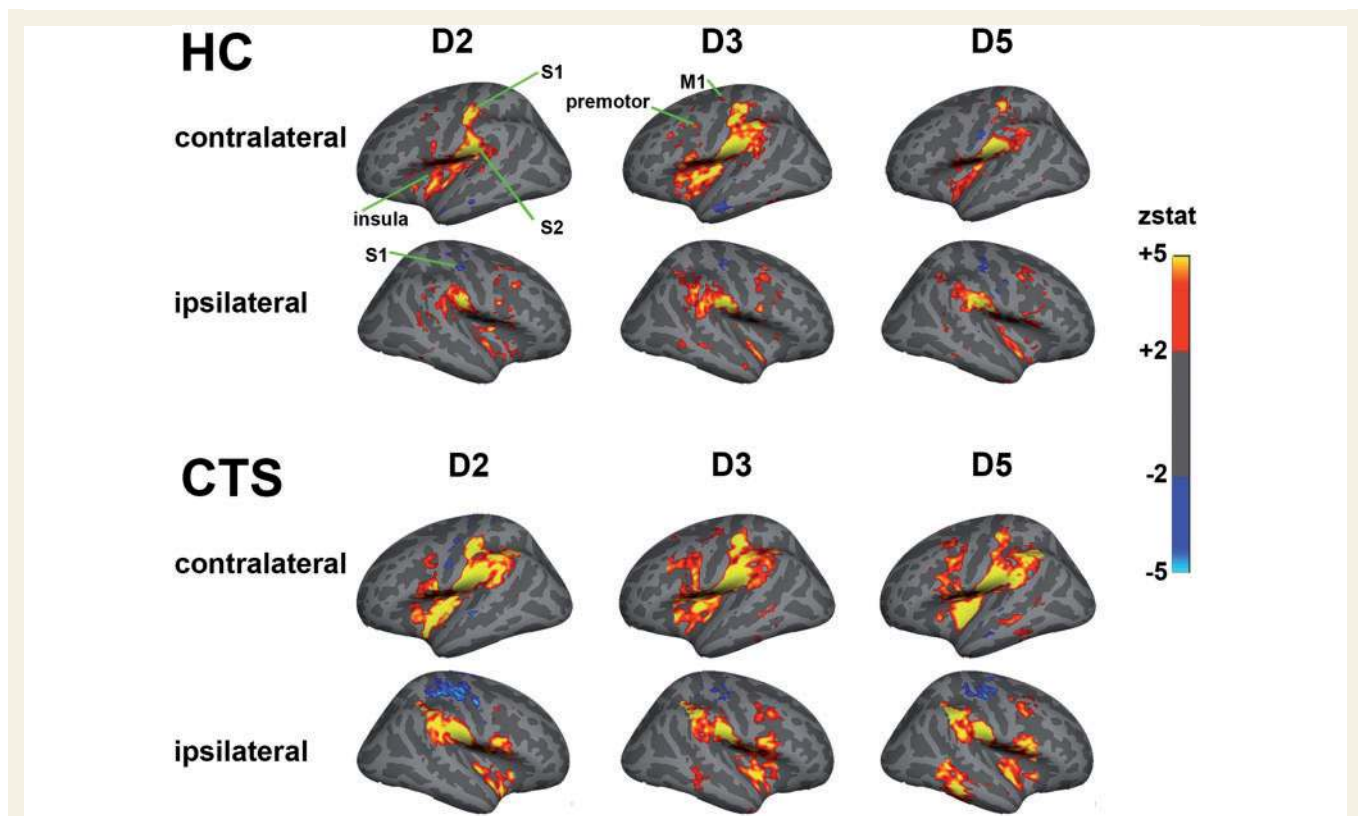 HC
D2
D3
D5
S1
M1
premotor
contralateral
insula
S2
S1
ipsilateral
zstat
+5
+2
-2
-5
CTS
D2
D3
D5
contralateral
ipsilateral